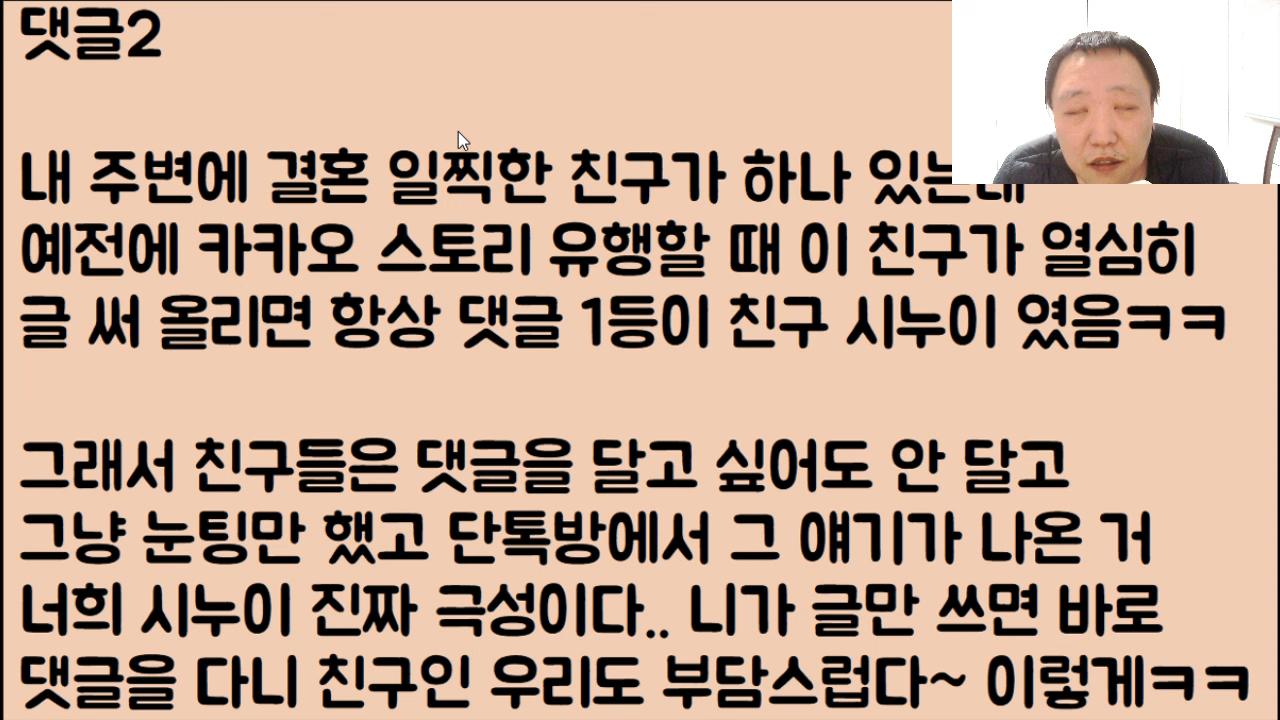 댓글2
내 주변에 결혼 일찍한 친구가 하나 있는데
예전에 카카오 스토리 유행할 때 이 친구가 열심히
글 써 올리면 항상 댓글 1등이 친구 시누이 였음ㅋㅋ
그래서 친구들은 댓글을 달고 싶어도 안 달고
그냥 눈팅만 했고 단톡방에서 그 얘기가 나온 거
너희 시누이 진짜 극성이다.. 니가 글만 쓰면 바로
댓글을 다니 친구인 우리도 부담스럽다~ 이렇게ㅋㅋ